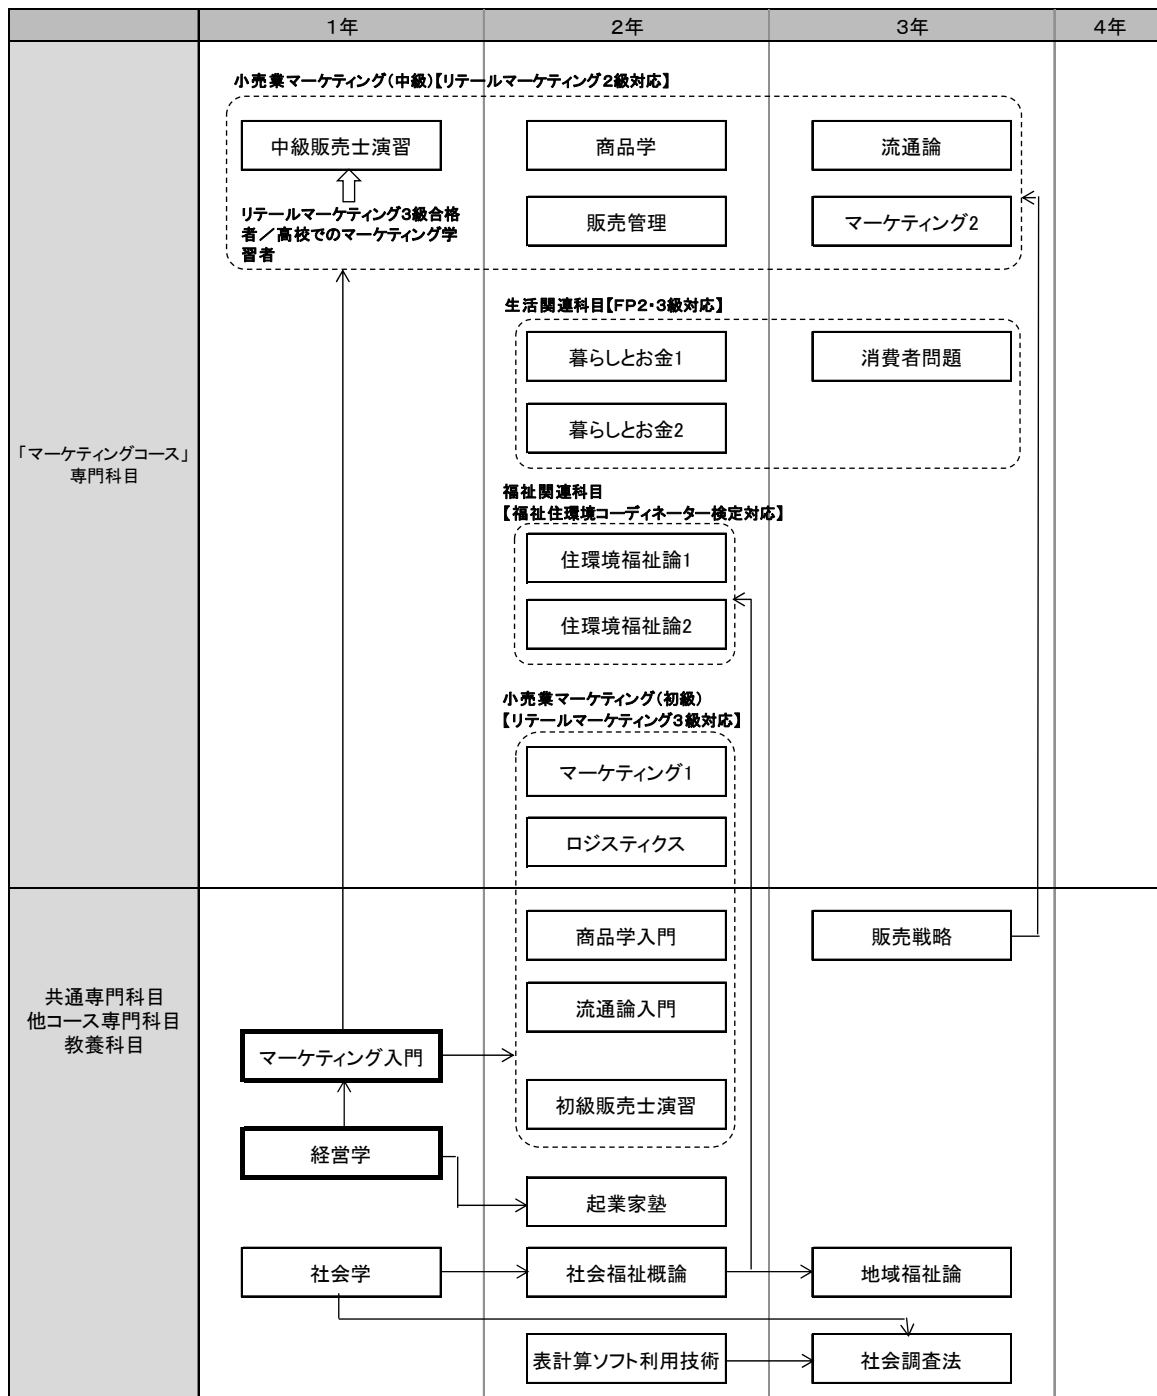 1年
2年
3年
4年
小売業マーケティング(中級)【リテールマーケティング2級対応】
中級販売士演習
商品学
流通論
リテールマーケティング3級合格
者／高校でのマーケティング学
習者
販売管理
マーケティング2
生活関連科目【FP2・3級対応】
暮らしとお金1
消費者問題
暮らしとお金2
「マーケティングコース」
専門科目
福祉関連科目
【福祉住環境コーディネーター検定対応】
住環境福祉論1
住環境福祉論2
小売業マーケティング(初級)
【リテールマーケティング3級対応】
マーケティング1
ロジスティクス
商品学入門
販売戦略
共通専門科目
他コース専門科目
教養科目
流通論入門
マーケティング入門
初級販売士演習
経営学
起業家塾
社会学
社会福祉概論
地域福祉論
表計算ソフト利用技術
社会調査法